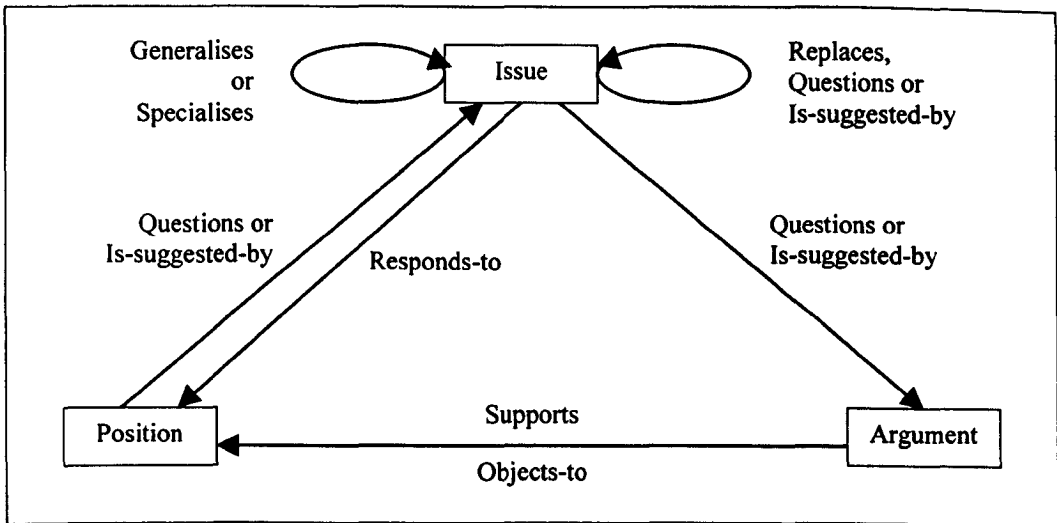 Generalises
or
Specialises
Issue
Replaces,
Questions or
Is-suggested-by
Questions or
Is-suggested-by
Responds-to
Questions or
Is-suggested-by
Position
Supports
Objects-to
Argument